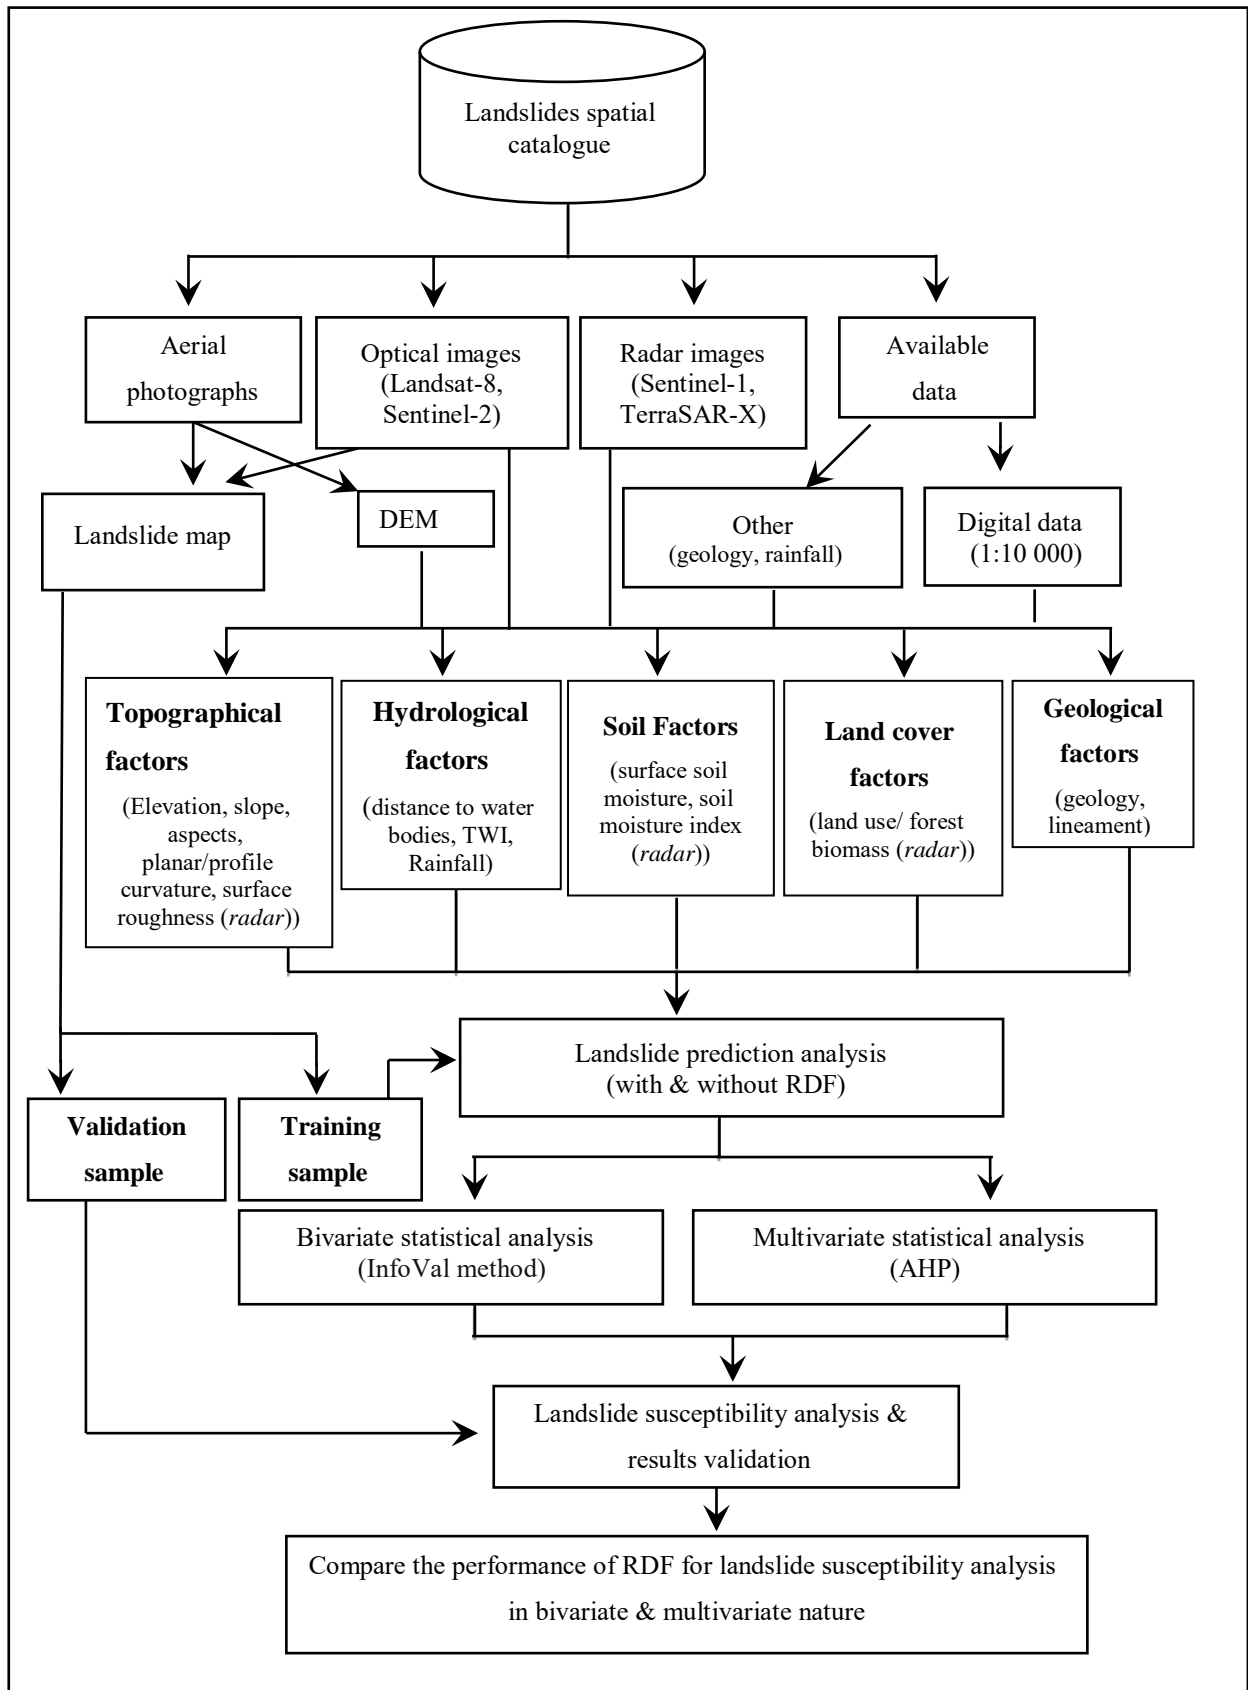 Landslides spatial
catalogue
Aerial
photographs
Optical images
(Landsat-8,
Sentinel-2)
Radar images
(Sentinel-1,
TerraSAR-X)
Available
data
Landslide map
DEM
Other
(geology, rainfall)
Digital data
(1:10 000)
Topographical
factors
(Elevation, slope,
aspects,
planar/profile
curvature, surface
roughness (radar))
Hydrological
factors
(distance to water
bodies, TWI,
Rainfall)
Soil Factors
(surface soil
moisture, soil
moisture index
(radar))
Land cover
factors
(land use/ forest
biomass (radar))
Geological
factors
(geology,
lineament)
Landslide prediction analysis
(with & without RDF)
Validation
sample
Training
sample
Bivariate statistical analysis
(InfoVal method)
Multivariate statistical analysis
(AHP)
Landslide susceptibility analysis &
results validation
Compare the performance of RDF for landslide susceptibility analysis
in bivariate & multivariate nature